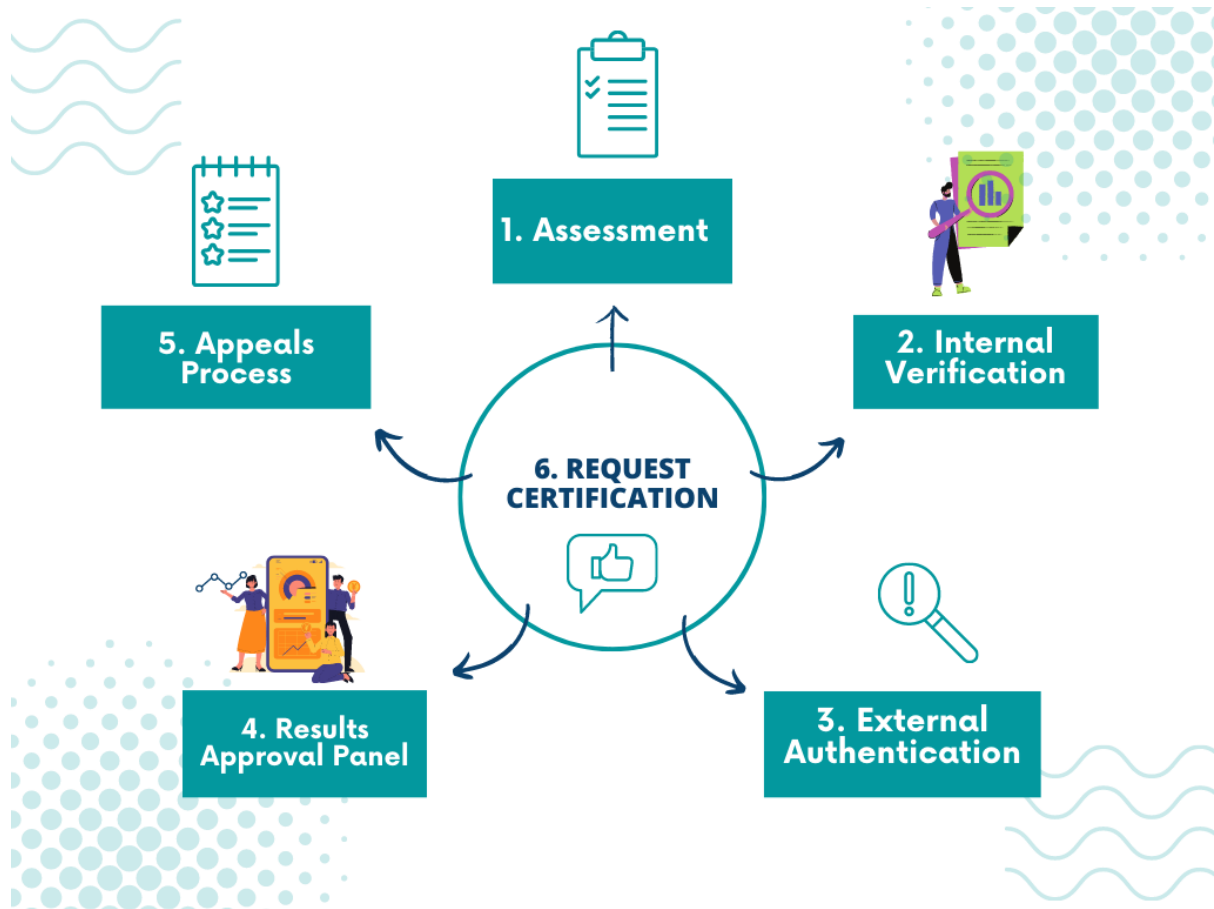 1. Assessment
2. Internal
Verification
3. External
Authentication
4. Results
Approval Panel
5. Appeals
Process
6. REQUEST
CERTIFICATION